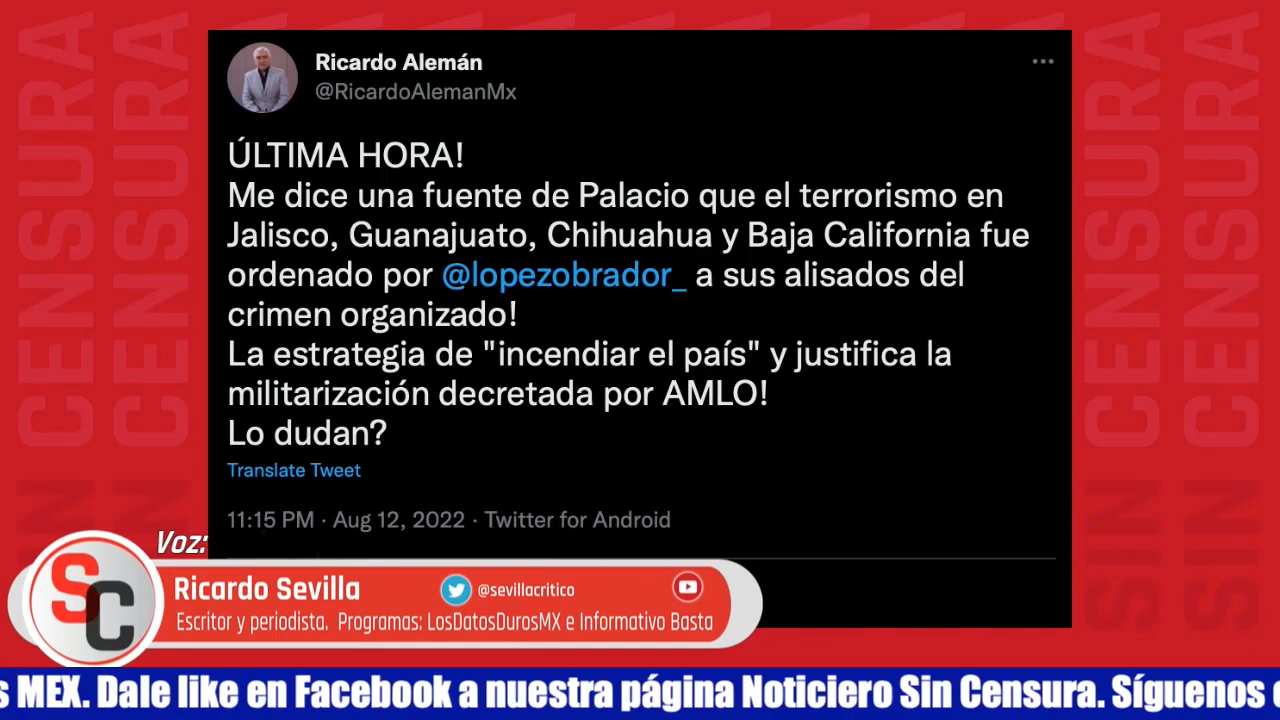 Ricardo Alemán
@RicardoAlemanMx
ÚLTIMA HORA!
Me dice una fuente de Palacio que el terrorismo en
Jalisco, Guanajuato, Chihuahua y Baja California fue
ordenado por @lopezobrador_ a sus alisados del
crimen organizado!
La estrategia de "incendiar el país" y justifica la
militarización decretada por AMLO!
Lo dudan?
Translate Tweet
11:15 PM · Aug 12, 2022 · Twitter for Android
SIN CENSURA
SIN CENSURA
SIN CENSURA
SIN CENSURA
Voz:
SC
Ricardo Sevilla
@sevillacritico
Escritor y periodista. Programas: LosDatosDurosMX e Informativo Basta
s MEX. Dale like en Facebook a nuestra página Noticiero Sin Censura. Síguenos